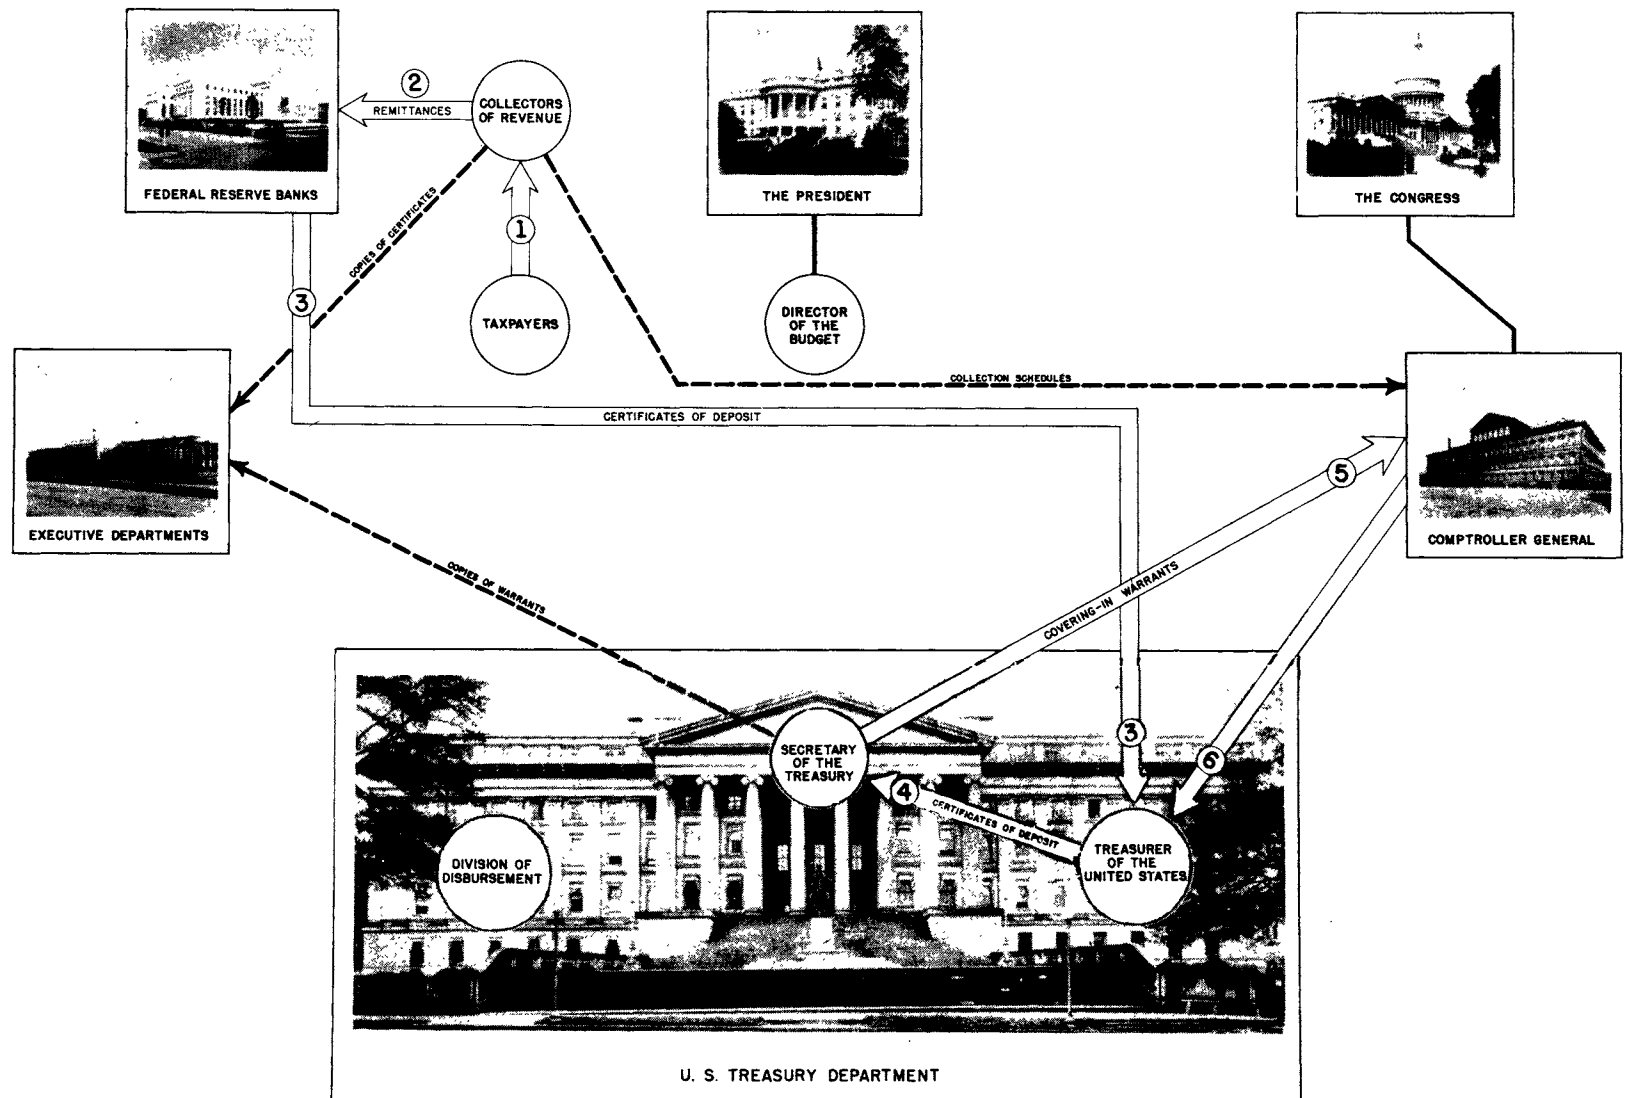 2
REMITTANCES
COLLECTORS
OF REVENUE
FEDERAL RESERVE BANKS
THE PRESIDENT
THE CONGRESS
COPIES OF CERTIFICATES
1
3
TAXPAYERS
DIRECTOR
OF THE
BUDGET
COLLECTION SCHEDULES
CERTIFICATES OF DEPOSIT
5
EXECUTIVE DEPARTMENTS
COMPTROLLER GENERAL
COPIES OF WARRANTS
COVERING-IN WARRANTS
3
6
SECRETARY
OF THE
TREASURY
4
CERTIFICATES OF DEPOSIT
DIVISION OF
DISBURSEMENT
TREASURER
OF THE
UNITED STATES
U. S. TREASURY DEPARTMENT